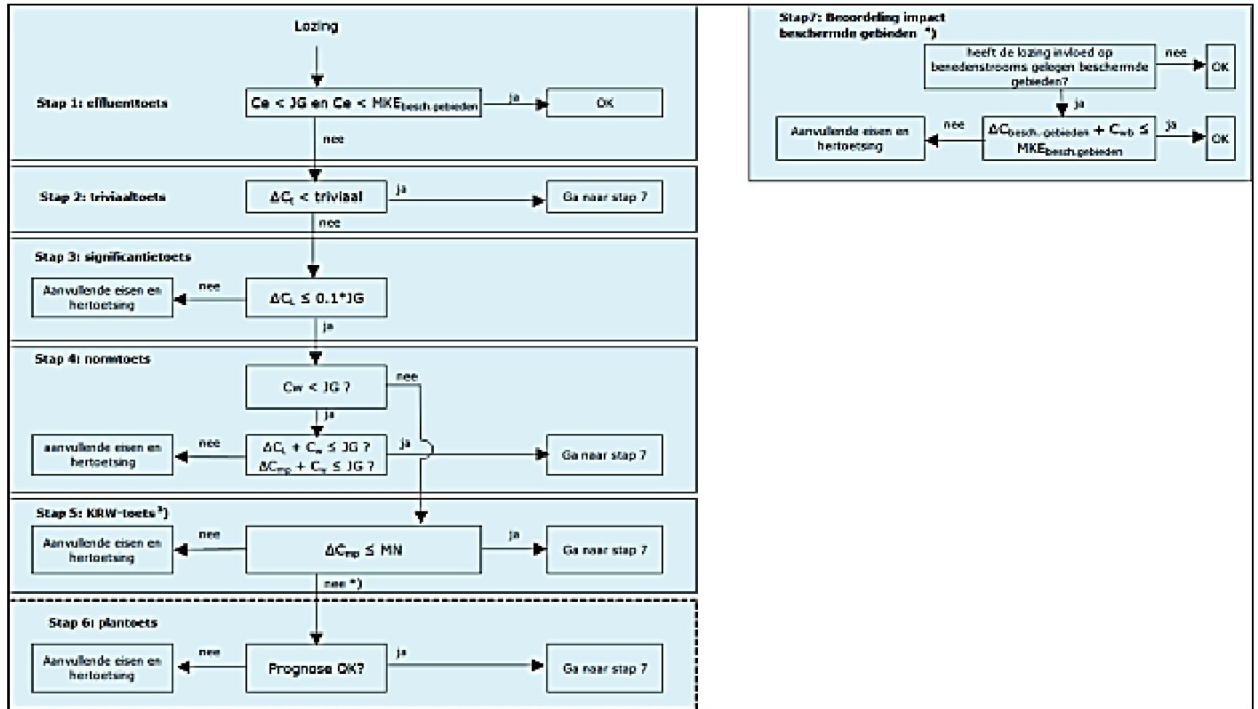 Lozing
Stap 1: effluenttoets
Ce < JG en Ce < MKE besch.gebieden
ja
OK
nee
Stap 2: triviaaltoets
ΔCL < triviaal
ja
Ga naar stap 7
nee
Stap 3: significantietoets
Aanvullende eisen en
hertoetsing
nee
ΔCL ≤ 0.1*JG
ja
Stap 4: normtoets
Cw < JG ?
nee
ja
aanvullende eisen en
hertoetsing
nee
ΔCL + Cw ≤ JG ?
ΔCmp + Cw ≤ JG ?
ja
Ga naar stap 7
Stap 5: KRW-toets
Aanvullende eisen en
hertoetsing
nee
ΔCmp ≤ MN
ja
Ga naar stap 7
nee *)
Stap 6: plantoets
Aanvullende eisen en
hertoetsing
nee
Prognose OK?
ja
Ga naar stap 7
Stap7: Beoordeling impact
beschermde gebieden *)
heeft de lozing invloed op
benedenstrooms gelegen beschermde
gebieden?
nee
OK
ja
Aanvullende eisen en
hertoetsing
nee
ΔCbesch. gebieden + Cwb ≤
MKEbesch.gebieden
ja
OK